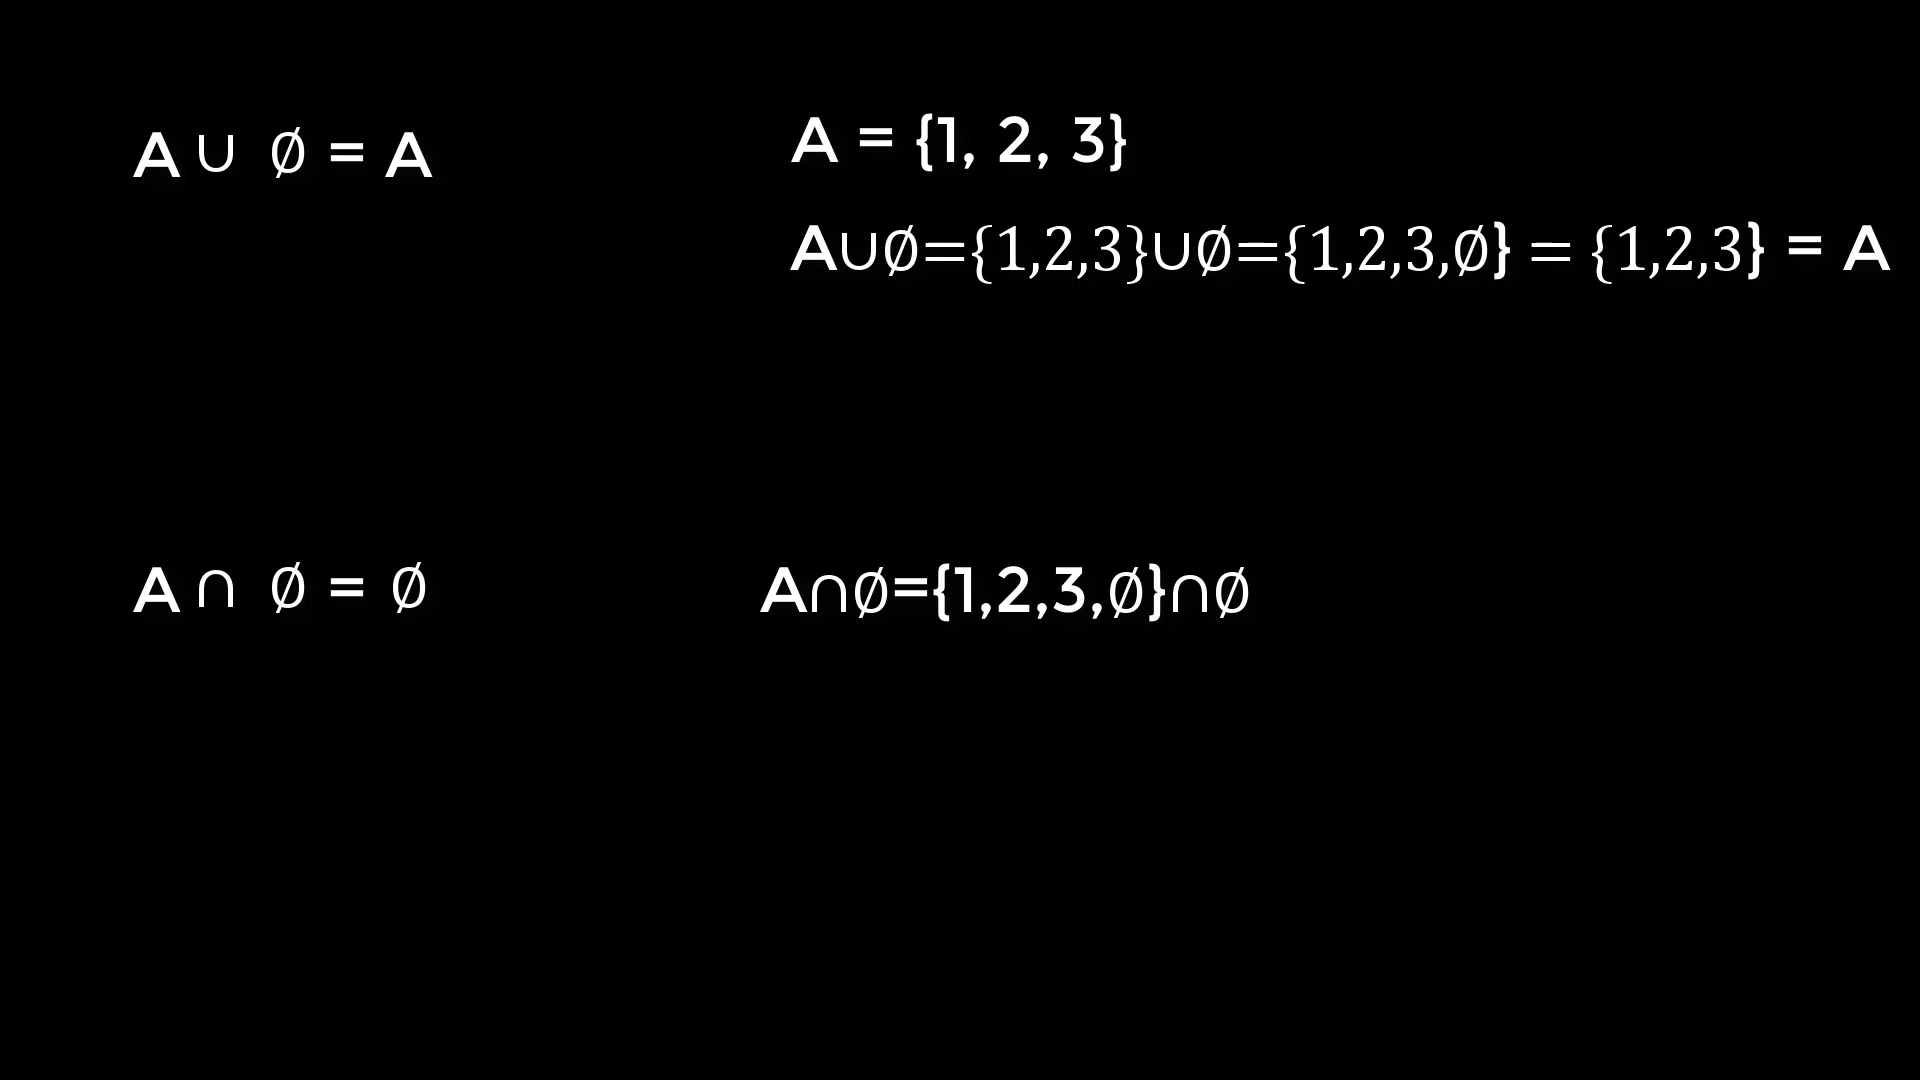 A ∪ ∅ = A
A = {1, 2, 3}
A∪∅={1,2,3}∪∅={1,2,3,∅} = {1,2,3} = A
A ∩ ∅ = ∅
A∩∅={1,2,3,∅}∩∅